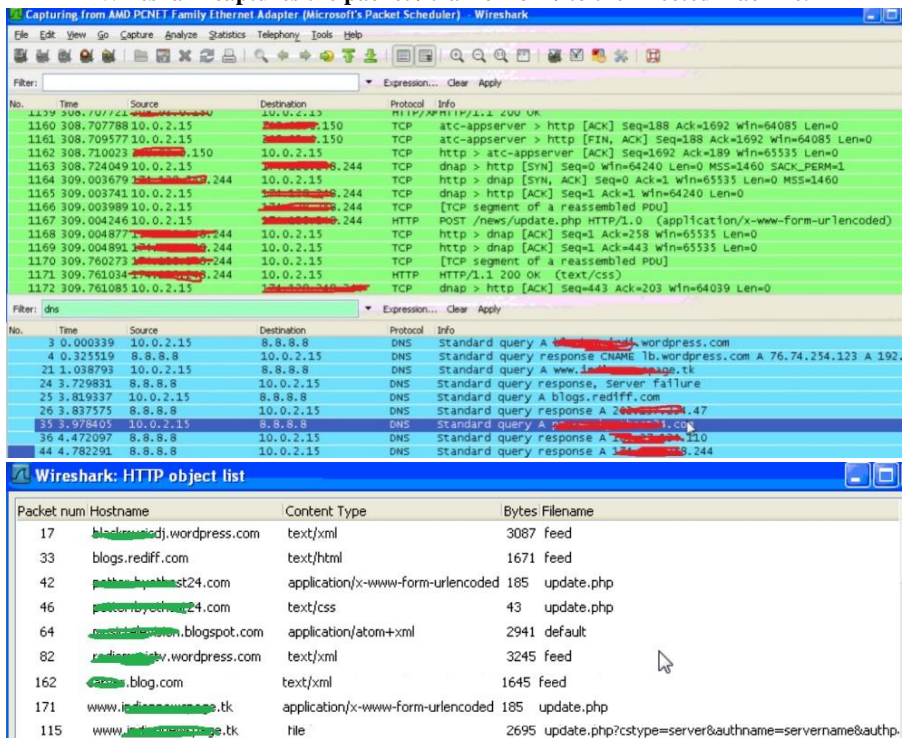 Capturing from AMD PCNET Family Ethernet Adapter (Microsoft's Packet Scheduler) - Wireshark
File Edit View Go Capture Analyze Statistics Telephony Tools Help
Filter: Expression... Clear Apply
No. Time Source Destination Protocol Info
1159 308.707721 10.0.2.15 HTTP/XM HTTP/1.1 200 OK
1160 308.707788 10.0.2.15 .150 TCP atc-appserver > http [ACK] Seq=188 Ack=1692 Win=64085 Len=0
1161 308.709577 10.0.2.15 .150 TCP atc-appserver > http [FIN, ACK] Seq=188 Ack=1692 Win=64085 Len=0
1162 308.710023 .150 10.0.2.15 TCP http > atc-appserver [ACK] Seq=1692 Ack=189 Win=65535 Len=0
1163 308.724049 10.0.2.15 8.244 TCP dnap > http [SYN] Seq=0 Win=64240 Len=0 MSS=1460 SACK_PERM=1
1164 309.003679 .244 10.0.2.15 TCP http > dnap [SYN, ACK] Seq=0 Ack=1 Win=65535 Len=0 MSS=1460
1165 309.003741 10.0.2.15 .244 TCP dnap > http [ACK] Seq=1 Ack=1 Win=64240 Len=0
1166 309.003989 10.0.2.15 .244 TCP [TCP segment of a reassembled PDU]
1167 309.004246 10.0.2.15 .244 HTTP POST /news/update.php HTTP/1.0 (application/x-www-form-urlencoded)
1168 309.004877 .244 10.0.2.15 TCP http > dnap [ACK] Seq=1 Ack=258 Win=65535 Len=0
1169 309.004891 .244 10.0.2.15 TCP http > dnap [ACK] Seq=1 Ack=443 Win=65535 Len=0
1170 309.760273 .244 10.0.2.15 TCP [TCP segment of a reassembled PDU]
1171 309.761034 .244 10.0.2.15 HTTP HTTP/1.1 200 OK (text/css)
1172 309.761085 10.0.2.15 TCP dnap > http [ACK] Seq=443 Ack=203 Win=64039 Len=0
Filter: dns Expression... Clear Apply
No. Time Source Destination Protocol Info
3 0.000339 10.0.2.15 8.8.8.8 DNS Standard query A .wordpress.com
4 0.325519 8.8.8.8 10.0.2.15 DNS Standard query response CNAME lb.wordpress.com A 76.74.254.123 A 192.
21 1.038793 10.0.2.15 8.8.8.8 DNS Standard query A www. page.tk
24 3.729831 8.8.8.8 10.0.2.15 DNS Standard query response, Server failure
25 3.819337 10.0.2.15 8.8.8.8 DNS Standard query A blogs.rediff.com
26 3.837575 8.8.8.8 10.0.2.15 DNS Standard query response A .47
35 3.978405 10.0.2.15 8.8.8.8 DNS Standard query A 24.com
36 4.472097 8.8.8.8 10.0.2.15 DNS Standard query response A .110
44 4.782291 8.8.8.8 10.0.2.15 DNS Standard query response A 8.244
Wireshark: HTTP object list
Packet num Hostname Content Type Bytes Filename
17 dj.wordpress.com text/xml 3087 feed
33 blogs.rediff.com text/html 1671 feed
42 st24.com application/x-www-form-urlencoded 185 update.php
46 24.com text/css 43 update.php
64 .blogspot.com application/atom+xml 2941 default
82 tv.wordpress.com text/xml 3245 feed
162 .blog.com text/xml 1645 feed
171 www. .tk application/x-www-form-urlencoded 185 update.php
115 www. .tk file 2695 update.php?cstype=server&authname=servername&authp